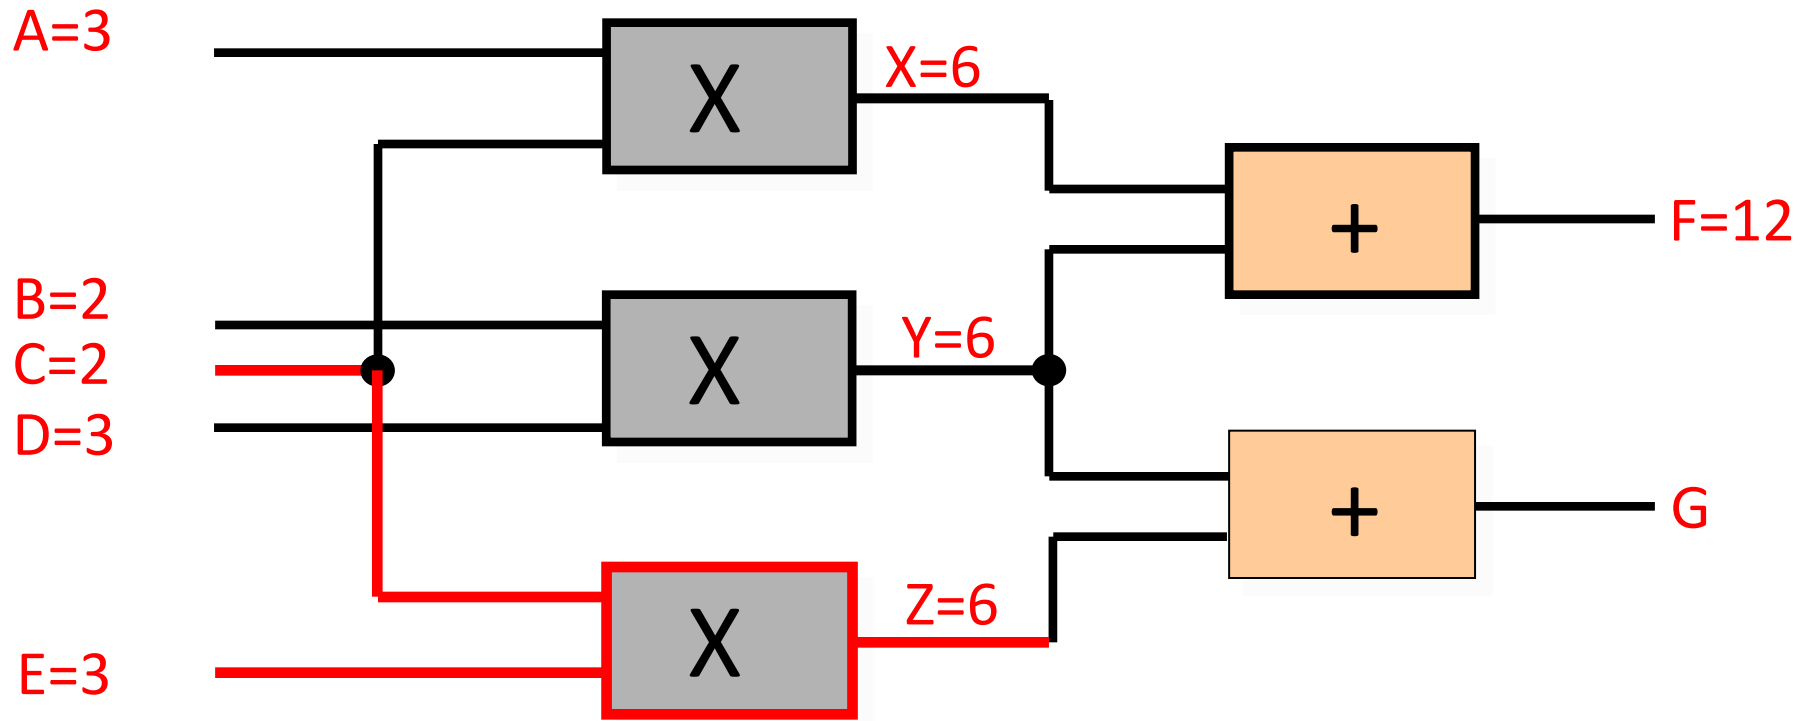 A=3
X
X=6
+
F=12
B=2
C=2
D=3
X
Y=6
+
G
E=3
X
Z=6